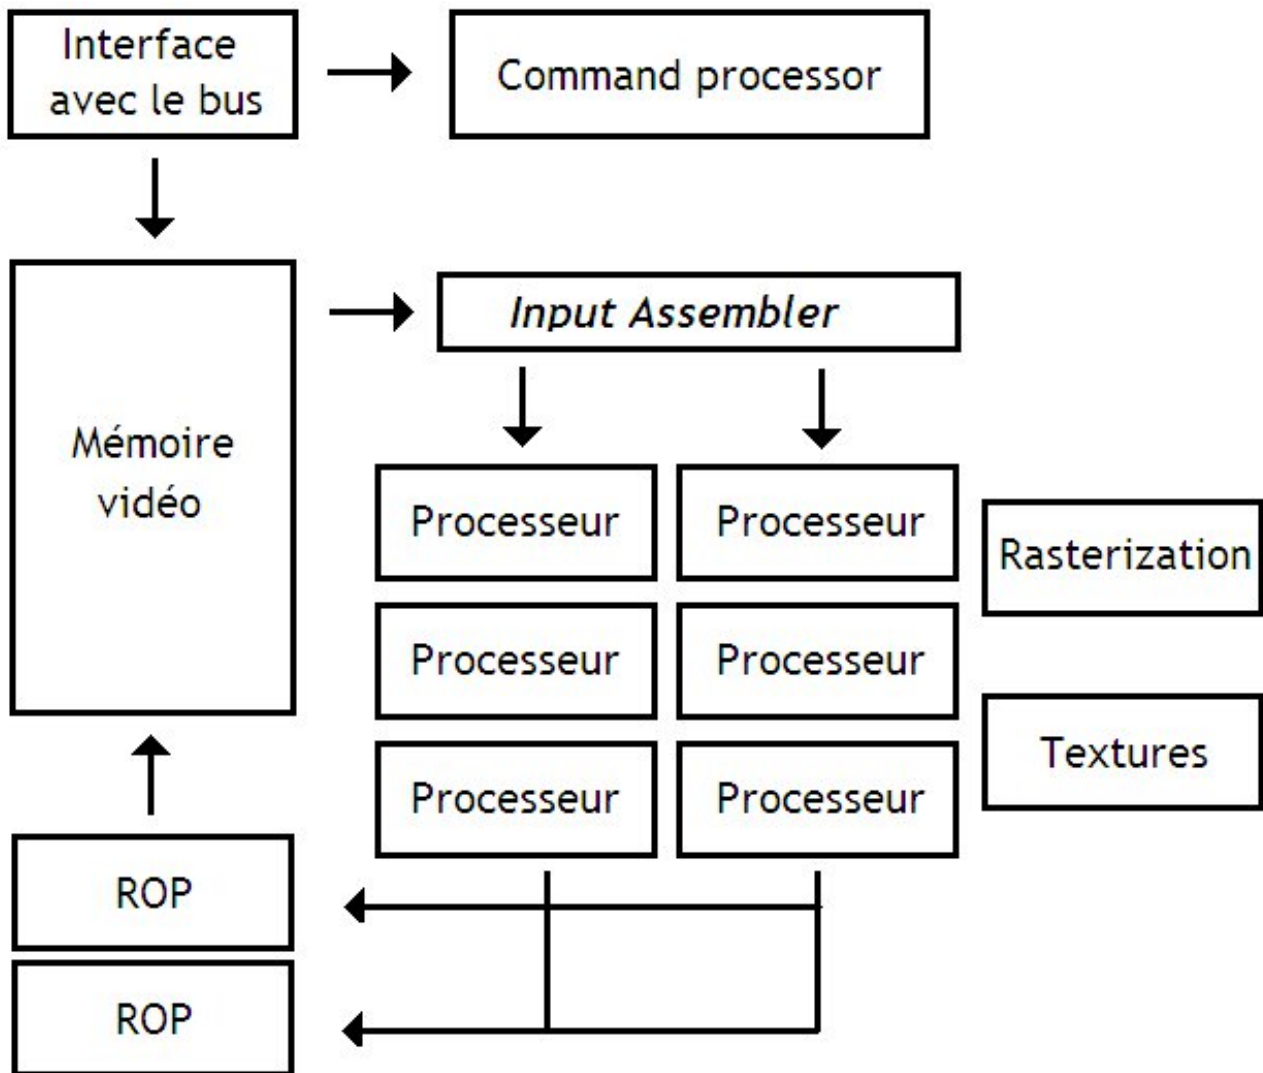 Interface
avec le bus
Command processor
Input Assembler
Mémoire
vidéo
Processeur
Processeur
Rasterization
Processeur
Processeur
Textures
Processeur
Processeur
ROP
ROP